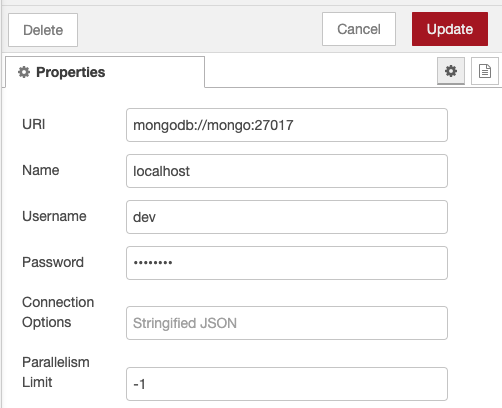 Delete
Cancel
Update
Properties
URI
mongodb://mongo:27017
Name
localhost
Username
dev
Password
••••••••
Connection
Options
Stringified JSON
Parallelism
Limit
-1